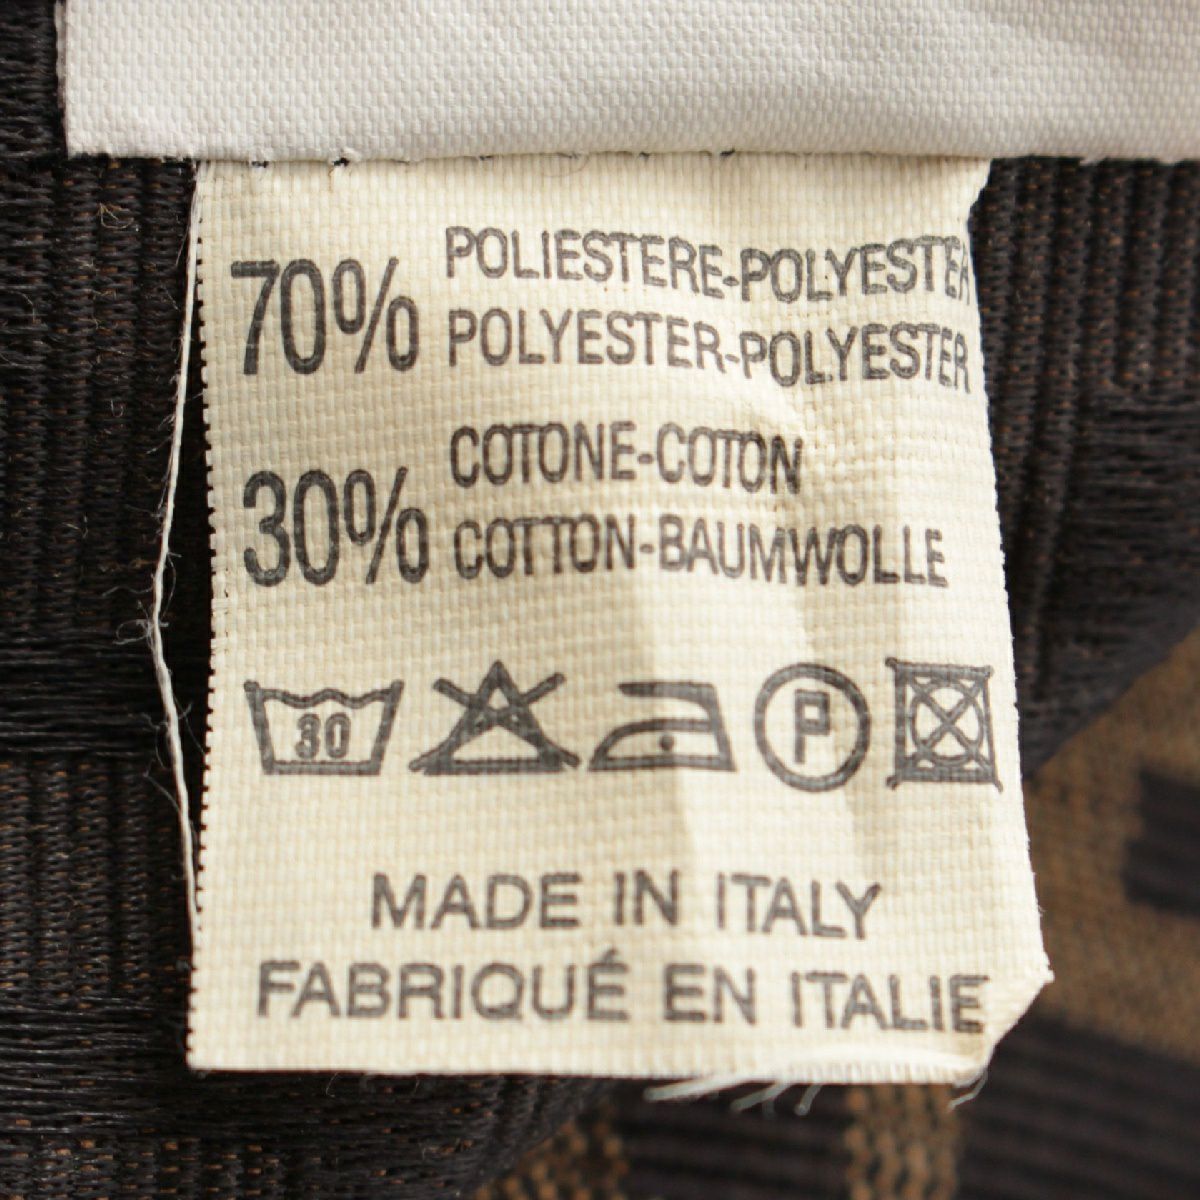 70% POLIESTERE-POLYESTER
POLYESTER-POLYESTER
30% COTONE-COTON
COTTON-BAUMWOLLE
30 P
MADE IN ITALY
FABRIQUÉ EN ITALIE